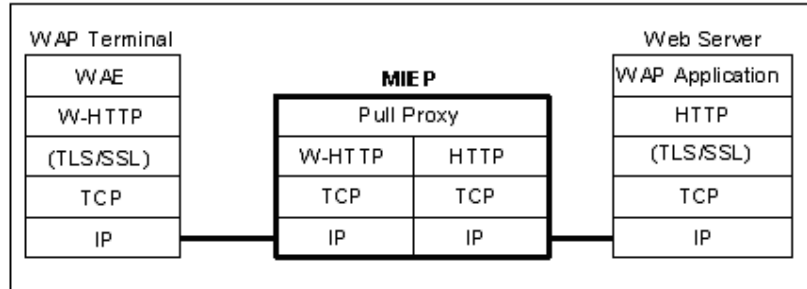 WAP Terminal
WAE
W-HTTP
(TLS/SSL)
TCP
IP
MIEP
Pull Proxy
W-HTTP HTTP
TCP TCP
IP IP
Web Server
WAP Application
HTTP
(TLS/SSL)
TCP
IP